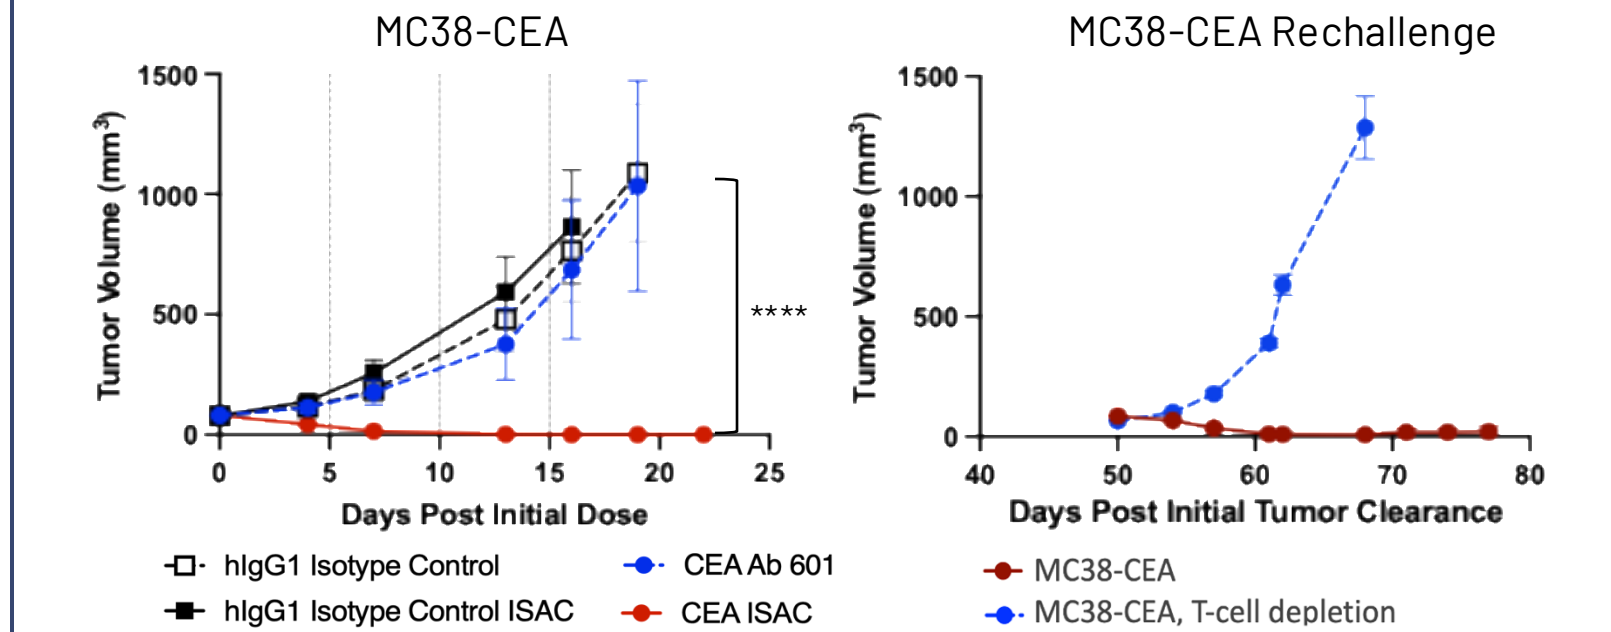 MC38-CEA
1500
1000
500
0
Tumor Volume (mm³)
0 5 10 15 20 25
Days Post Initial Dose
****
hIgG1 Isotype Control
hIgG1 Isotype Control ISAC
CEA Ab 601
CEA ISAC
MC38-CEA Rechallenge
1500
1000
500
0
Tumor Volume (mm³)
40 50 60 70 80
Days Post Initial Tumor Clearance
MC38-CEA
MC38-CEA, T-cell depletion